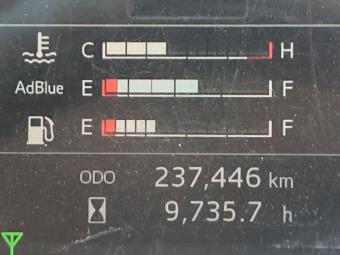 C H
AdBlue E F
E F
ODO 237,446 km
9,735.7 h